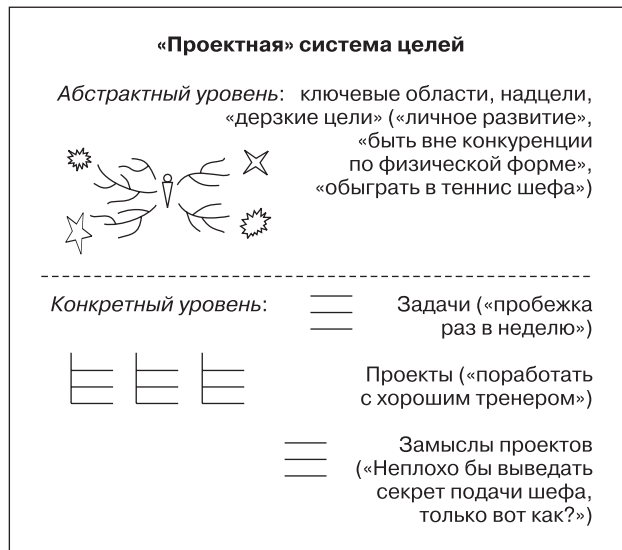 «Проектная» система целей
Абстрактный уровень: ключевые области, надцели,
«дерзкие цели» («личное развитие»,
«быть вне конкуренции
по физической форме»,
«обыграть в теннис шефа»)
Конкретный уровень:
Задачи («пробежка
раз в неделю»)
Проекты («поработать
с хорошим тренером»)
Замыслы проектов
(«Неплохо бы выведать
секрет подачи шефа,
только вот как?»)